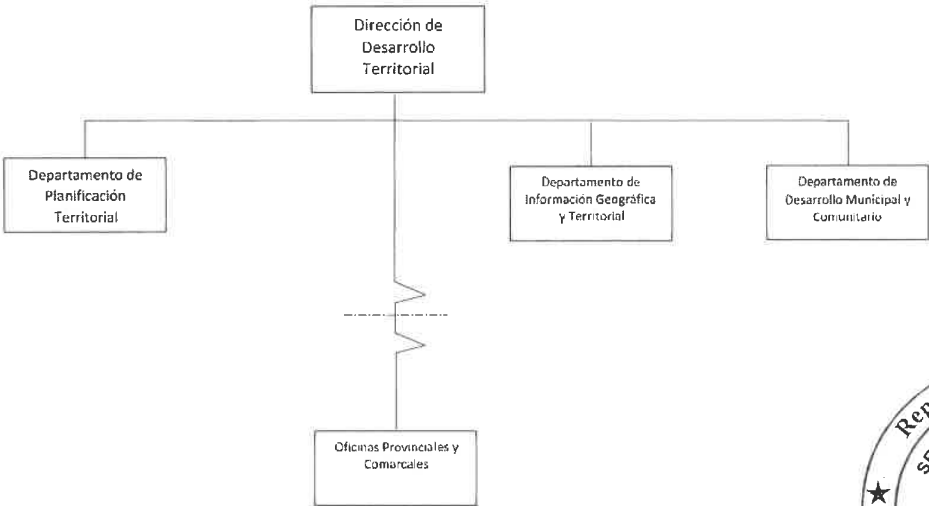 Dirección de
Desarrollo
Territorial
Departamento de
Planificación
Territorial
Departamento de
Información Geográfica
y Territorial
Departamento de
Desarrollo Municipal y
Comunitario
Oficinas Provinciales y
Comarcales